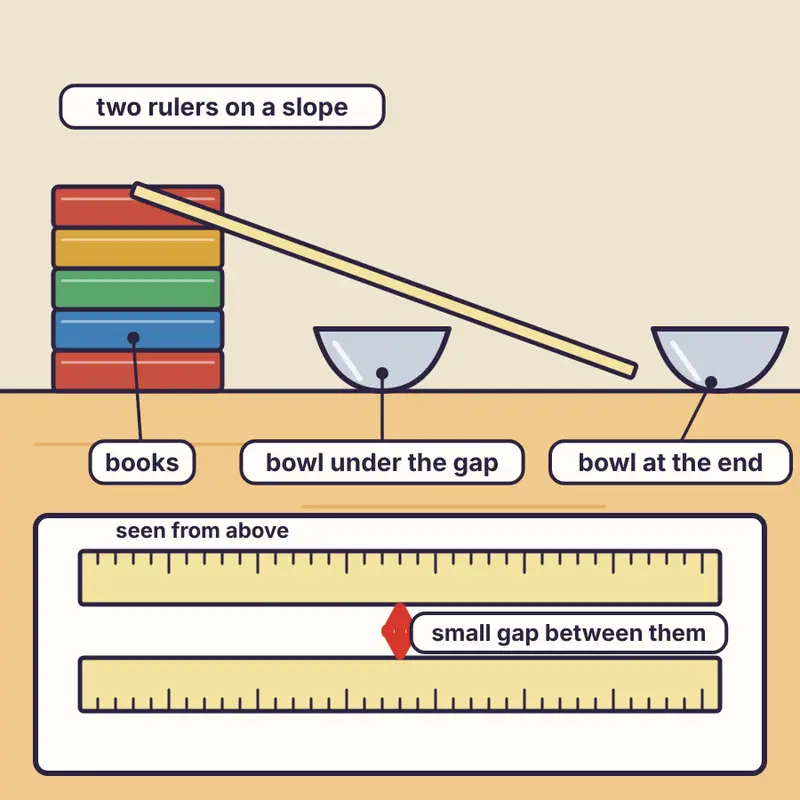 two rulers on a slope
books
bowl under the gap
bowl at the end
seen from above
small gap between them